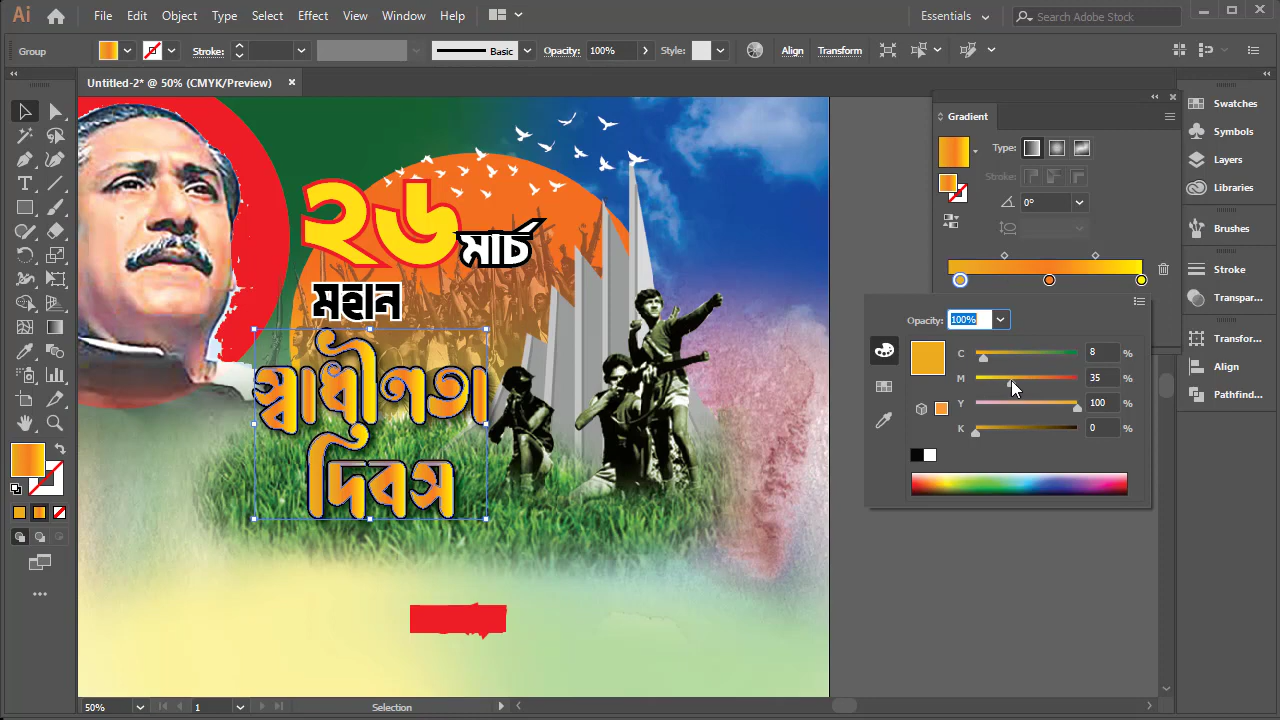 Ai File Edit Object Type Select Effect View Window Help Essentials Search Adobe Stock
Group Stroke: Basic Opacity: 100% Style: Align Transform
Untitled-2* @ 50% (CMYK/Preview)
২৬
মার্চ
মহান
স্বাধীনতা
দিবস
Gradient
Type:
Stroke:
0°
Opacity: 100%
C 8 %
M 35 %
Y 100 %
K 0 %
Swatches
Symbols
Layers
Libraries
Brushes
Stroke
Transpar...
Transfor...
Align
Pathfind...
50% 1 Selection